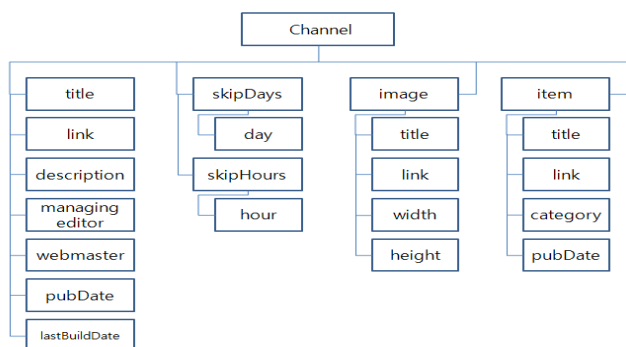 Channel
title
link
description
managing
editor
webmaster
pubDate
lastBuildDate
skipDays
day
skipHours
hour
image
title
link
width
height
item
title
link
category
pubDate